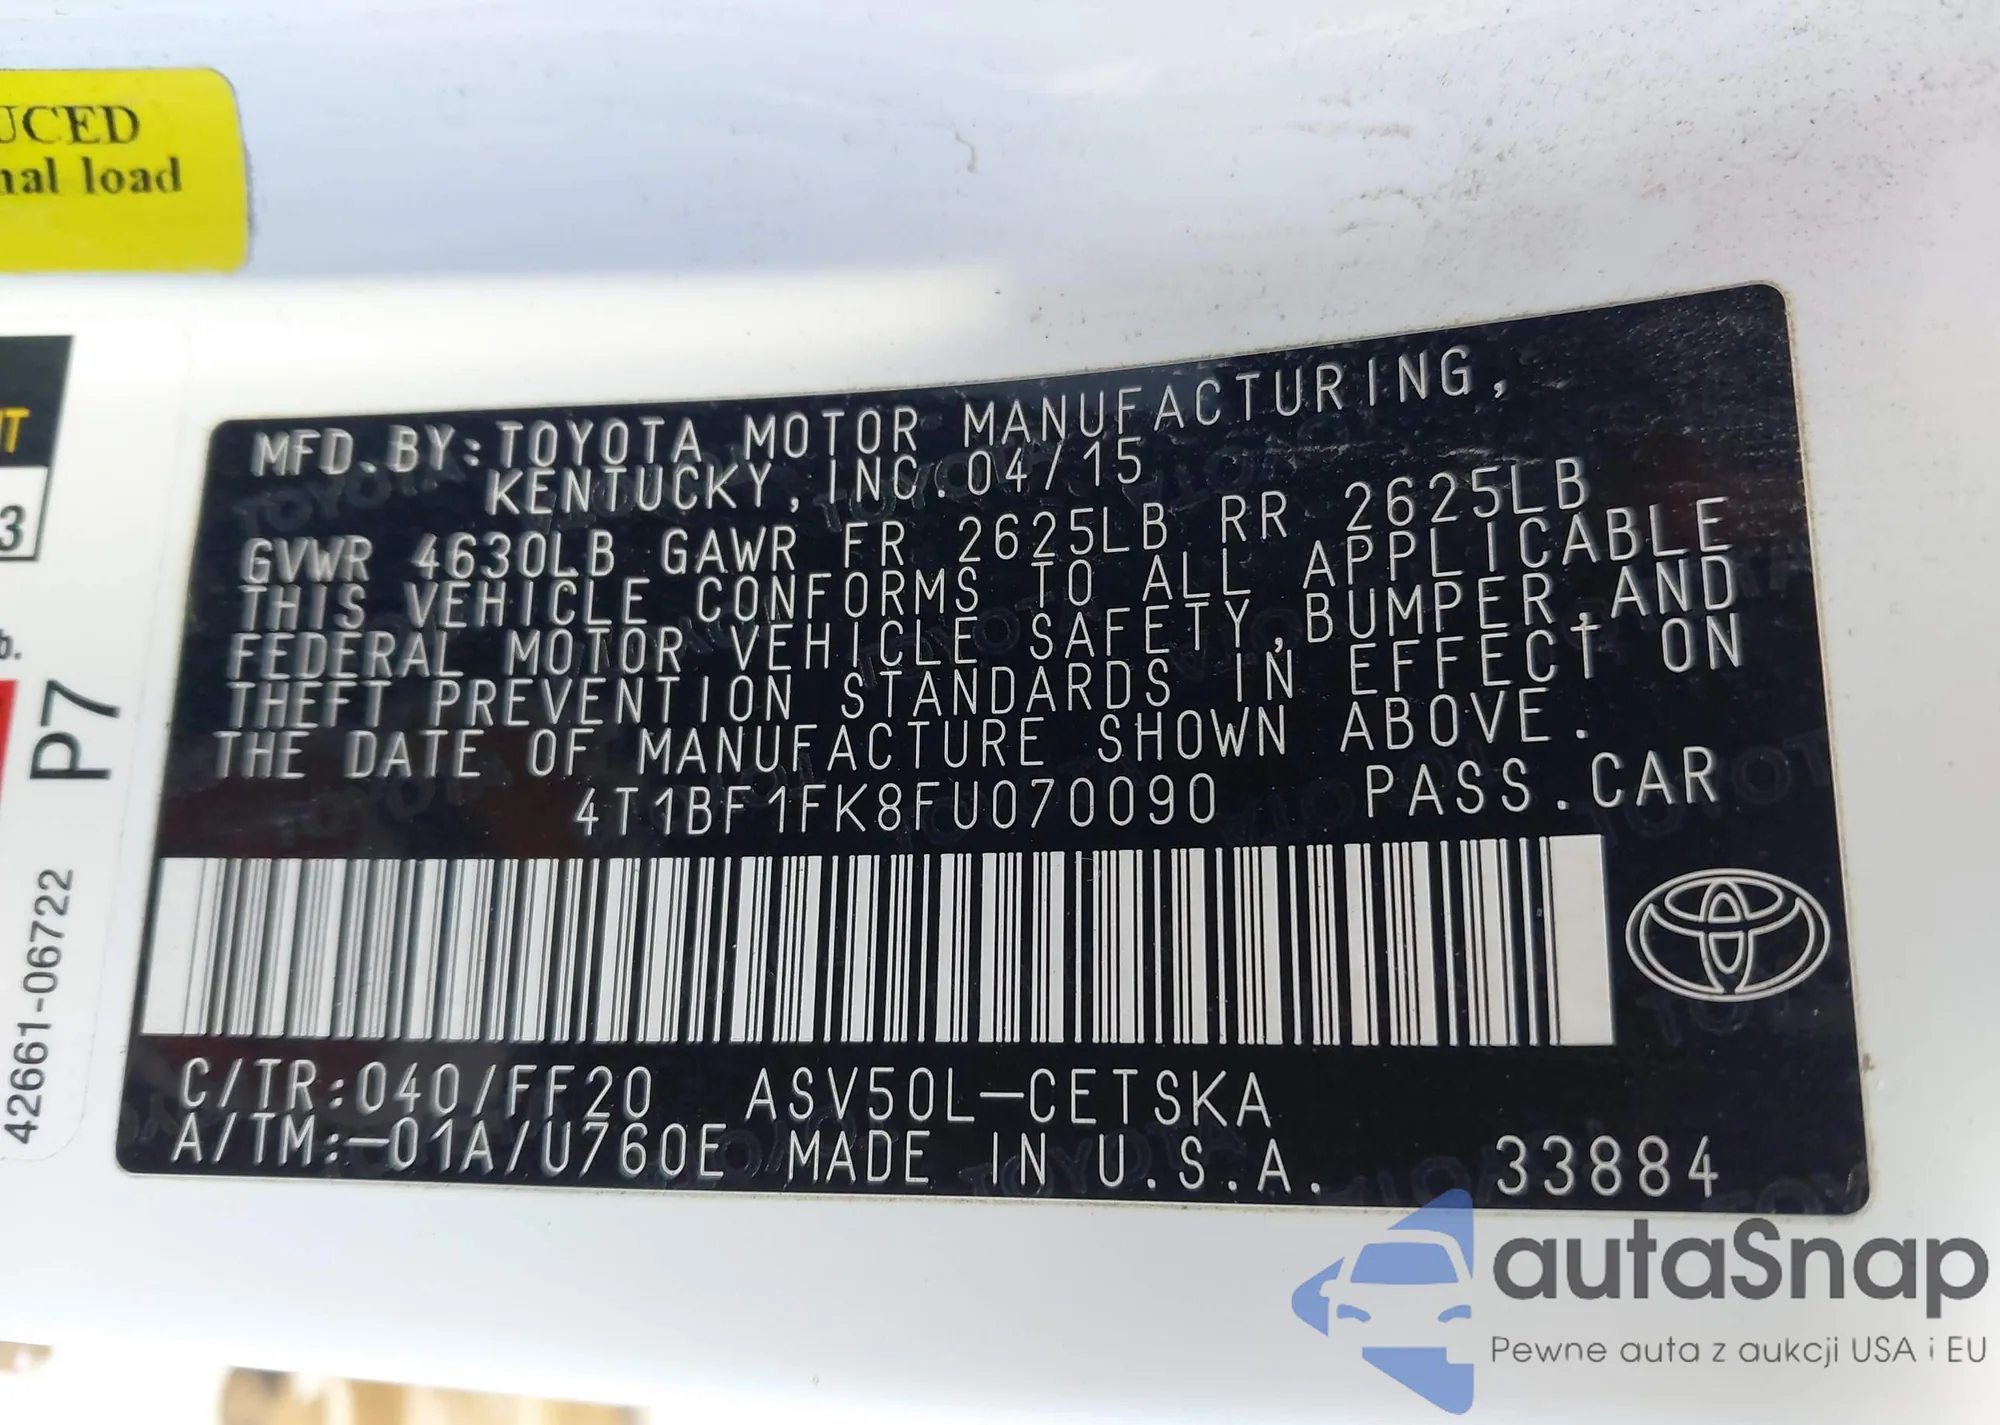 UCED
nal load
NT
3
b.
P7
42661-06722
MFD. BY: TOYOTA MOTOR MANUFACTURING,
KENTUCKY, INC. 04/15
GVWR 4630LB GAWR FR 2625LB RR 2625LB
THIS VEHICLE CONFORMS TO ALL APPLICABLE
FEDERAL MOTOR VEHICLE SAFETY, BUMPER, AND
THEFT PREVENTION STANDARDS IN EFFECT ON
THE DATE OF MANUFACTURE SHOWN ABOVE.
4T1BF1FK8FU070090 PASS. CAR
C/TR:040/FF20 ASV50L-CETSKA
A/TM:-01A/U760E MADE IN U.S.A. 33884
autaSnap
Pewne auta z aukcji USA i EU